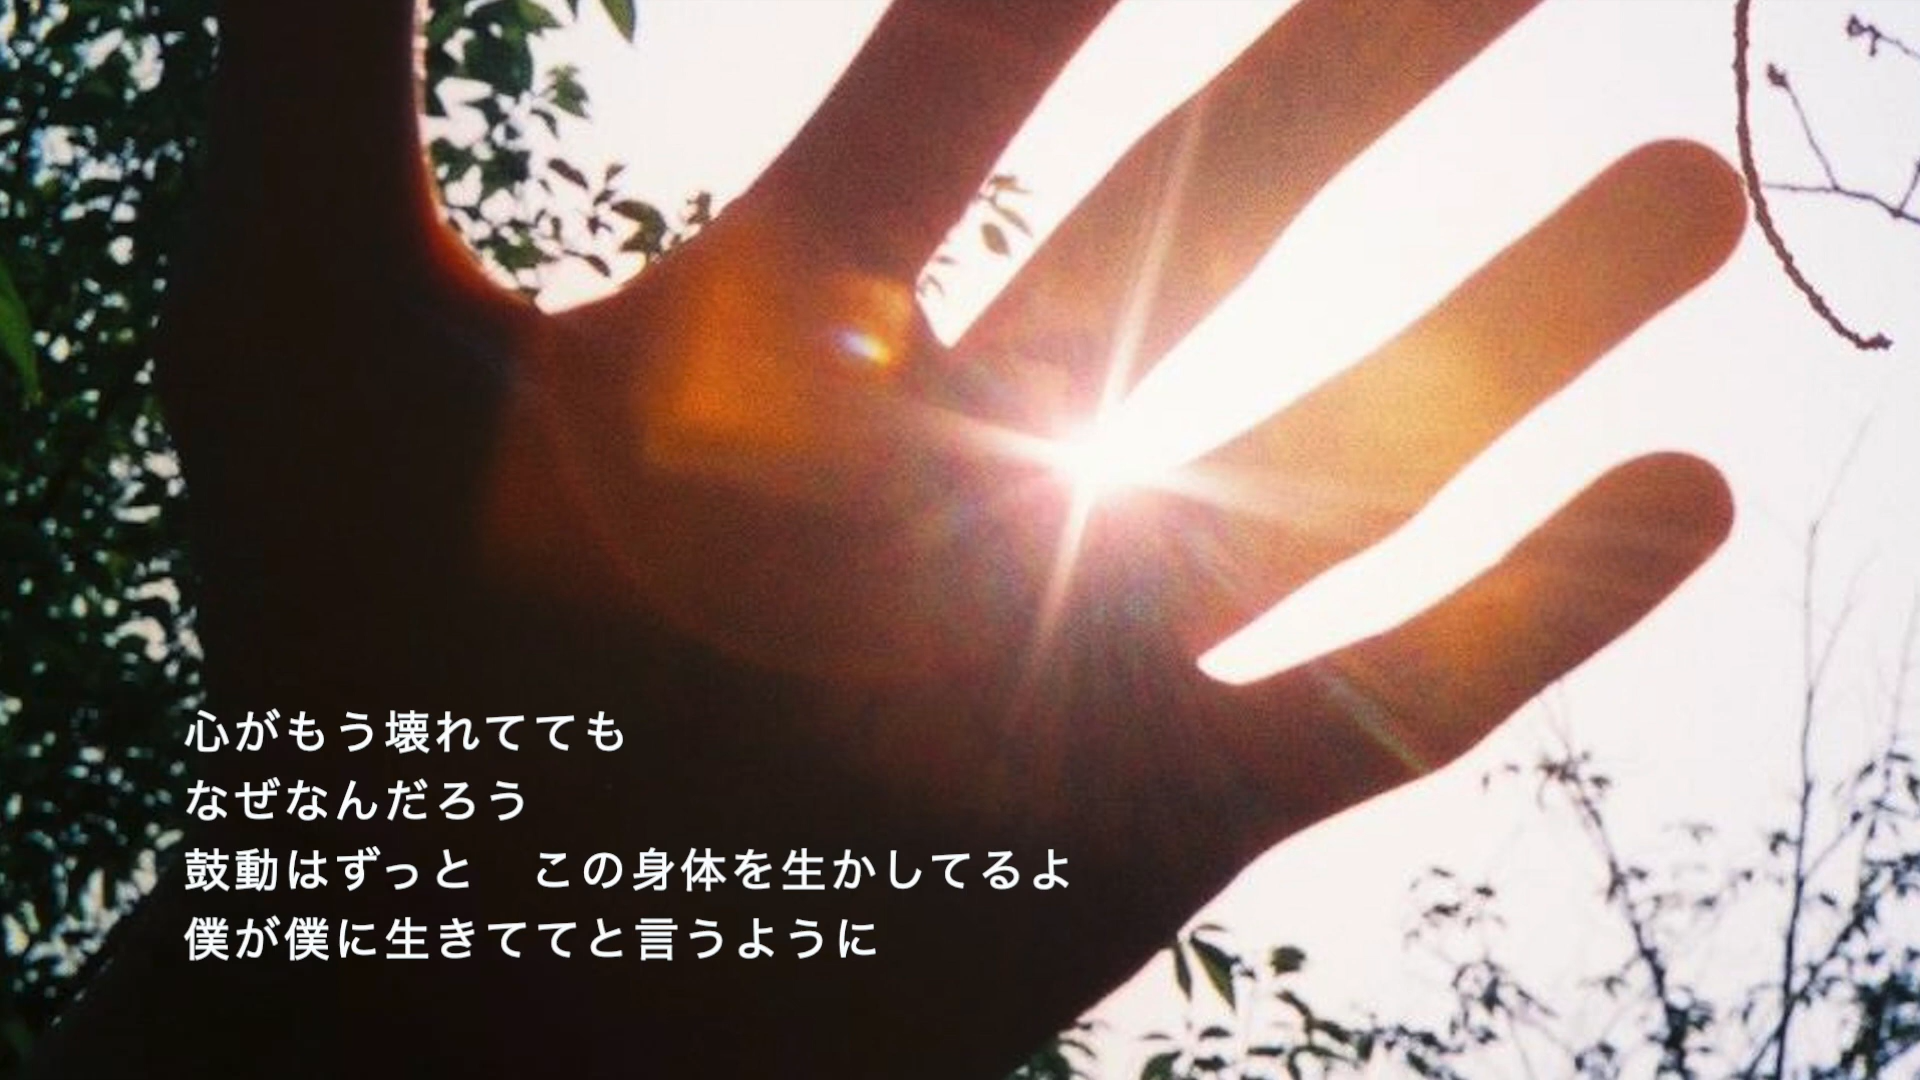 心がもう壊れてても
なぜなんだろう
鼓動はずっと　この身体を生かしてるよ
僕が僕に生きててと言うように